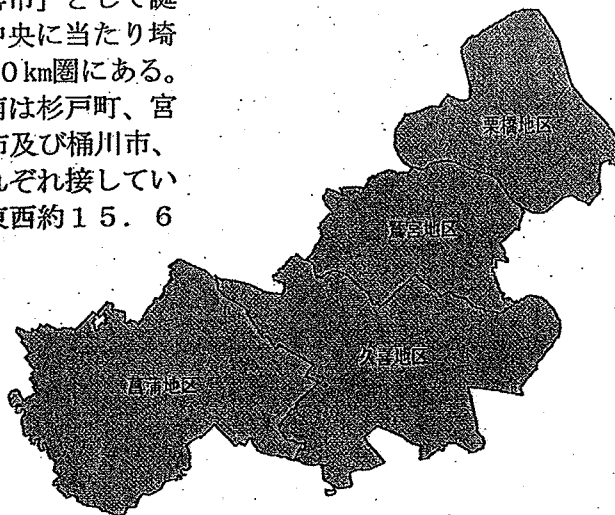 市」として誕
中央に当たり埼
0km圏にある。
南は杉戸町、宮
市及び桶川市、
れぞれ接してい
東西約15.6
栗橋地区
鷲宮地区
久喜地区
菖蒲地区